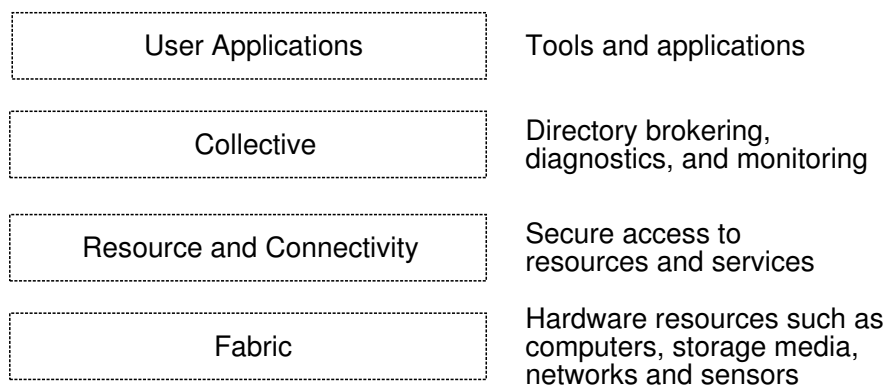 User Applications
Tools and applications
Collective
Directory brokering,
diagnostics, and monitoring
Resource and Connectivity
Secure access to
resources and services
Fabric
Hardware resources such as
computers, storage media,
networks and sensors